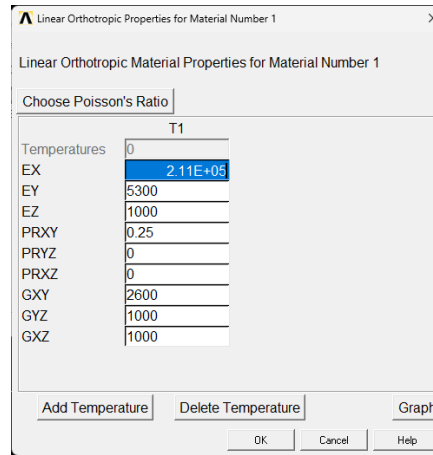 Linear Orthotropic Properties for Material Number 1
Linear Orthotropic Material Properties for Material Number 1
Choose Poisson's Ratio
T1
Temperatures 0
EX 2.11E+05
EY 5300
EZ 1000
PRXY 0.25
PRYZ 0
PRXZ 0
GXY 2600
GYZ 1000
GXZ 1000
Add Temperature Delete Temperature Graph
OK Cancel Help